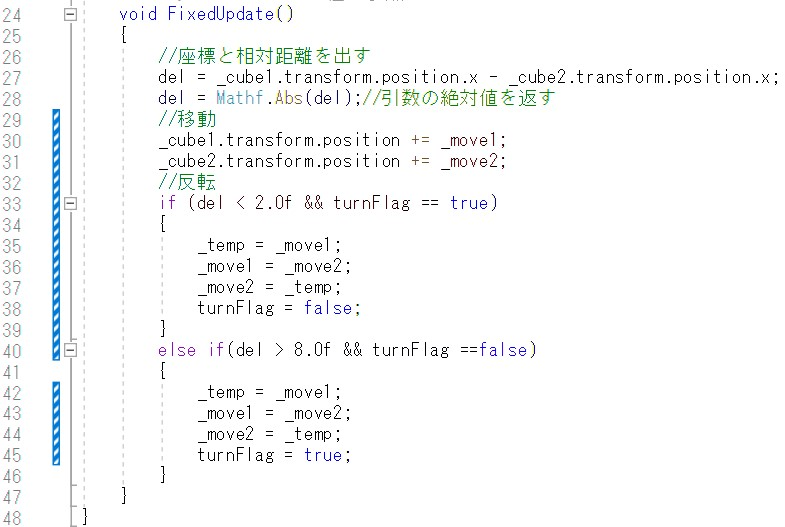 24 void FixedUpdate()
25 {
26 //座標と相対距離を出す
27 del = _cube1.transform.position.x - _cube2.transform.position.x;
28 del = Mathf.Abs(del);//引数の絶対値を返す
29 //移動
30 _cube1.transform.position += _move1;
31 _cube2.transform.position += _move2;
32 //反転
33 if (del < 2.0f && turnFlag == true)
34 {
35 _temp = _move1;
36 _move1 = _move2;
37 _move2 = _temp;
38 turnFlag = false;
39 }
40 else if(del > 8.0f && turnFlag ==false)
41 {
42 _temp = _move1;
43 _move1 = _move2;
44 _move2 = _temp;
45 turnFlag = true;
46 }
47 }
48 }